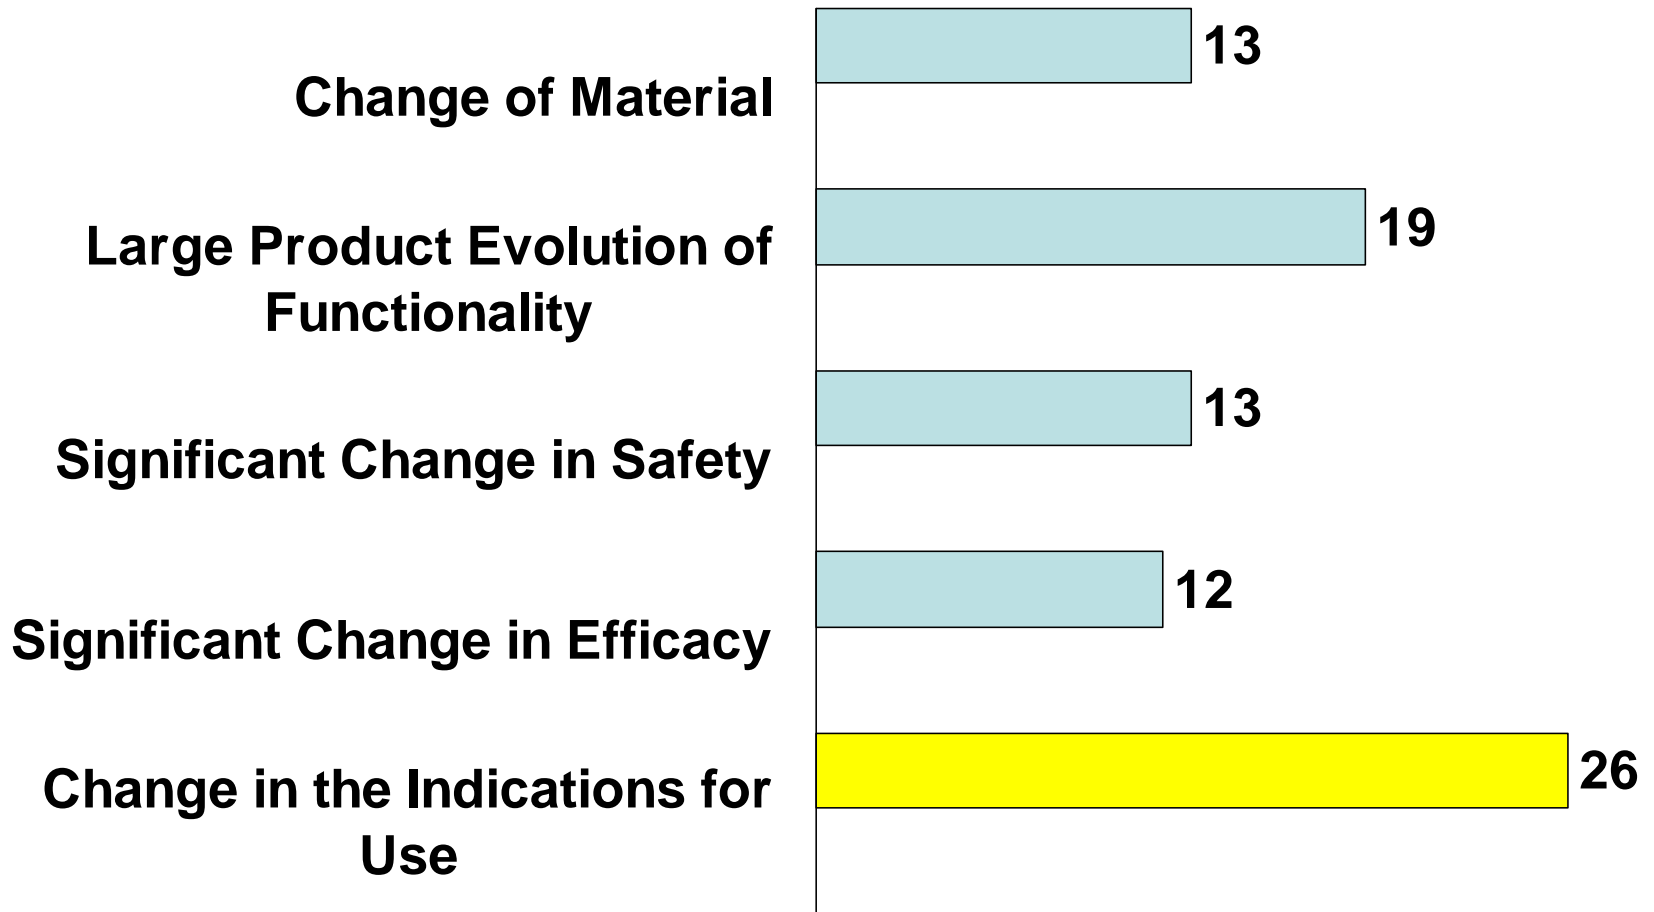 13
Change of Material
19
Large Product Evolution of
Functionality
13
Significant Change in Safety
12
Significant Change in Efficacy
26
Change in the Indications for
Use